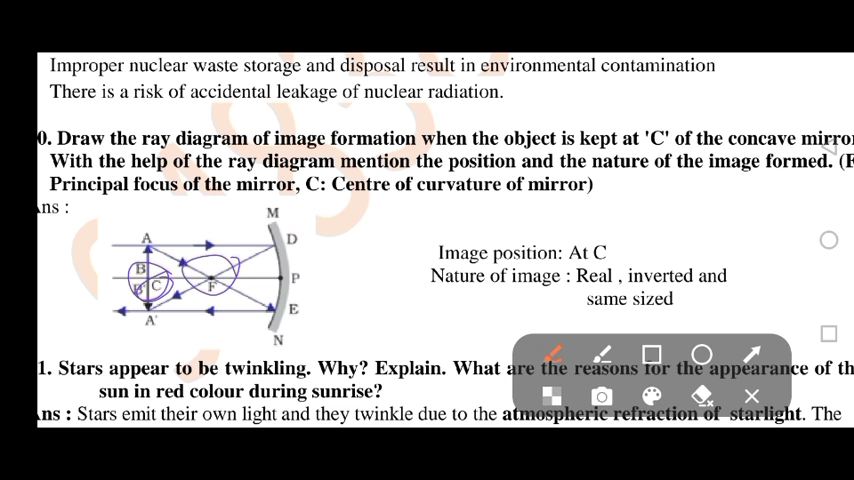 Improper nuclear waste storage and disposal result in environmental contamination
There is a risk of accidental leakage of nuclear radiation.
0. Draw the ray diagram of image formation when the object is kept at 'C' of the concave mirror
With the help of the ray diagram mention the position and the nature of the image formed. (F
Principal focus of the mirror, C: Centre of curvature of mirror)
ns :
M
A
D
B
P
B' C
F
E
A'
N
Image position: At C
Nature of image : Real , inverted and
same sized
1. Stars appear to be twinkling. Why? Explain. What are the reasons for the appearance of th
sun in red colour during sunrise?
ns : Stars emit their own light and they twinkle due to the atmospheric refraction of starlight. The